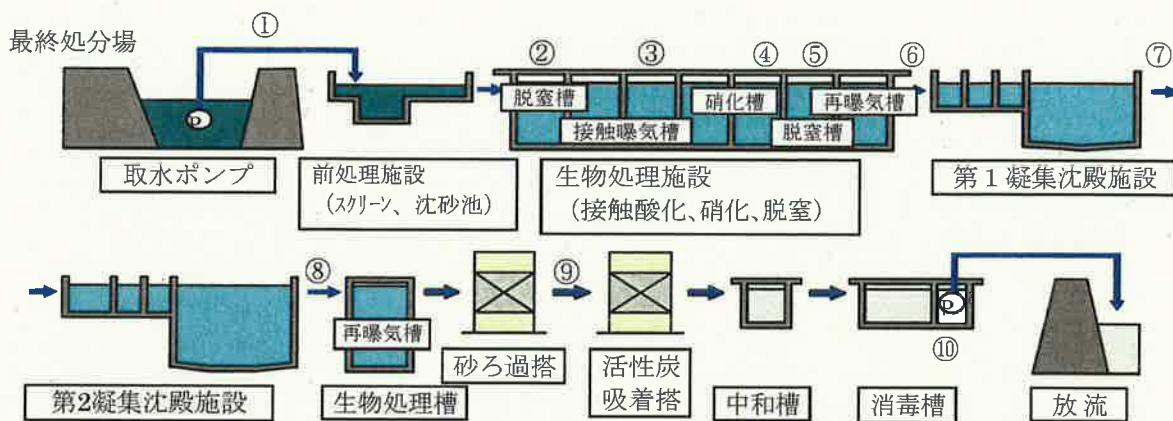 最終処分場
①
②
③
④
⑤
⑥
⑦
P
脱窒槽
硝化槽
再曝気槽
接触曝気槽
脱窒槽
取水ポンプ
前処理施設
(スクリーン、沈砂池)
生物処理施設
(接触酸化、硝化、脱窒)
第1凝集沈殿施設
⑧
⑨
再曝気槽
P
⑩
第2凝集沈殿施設
生物処理槽
砂ろ過搭
活性炭
吸着搭
中和槽
消毒槽
放流